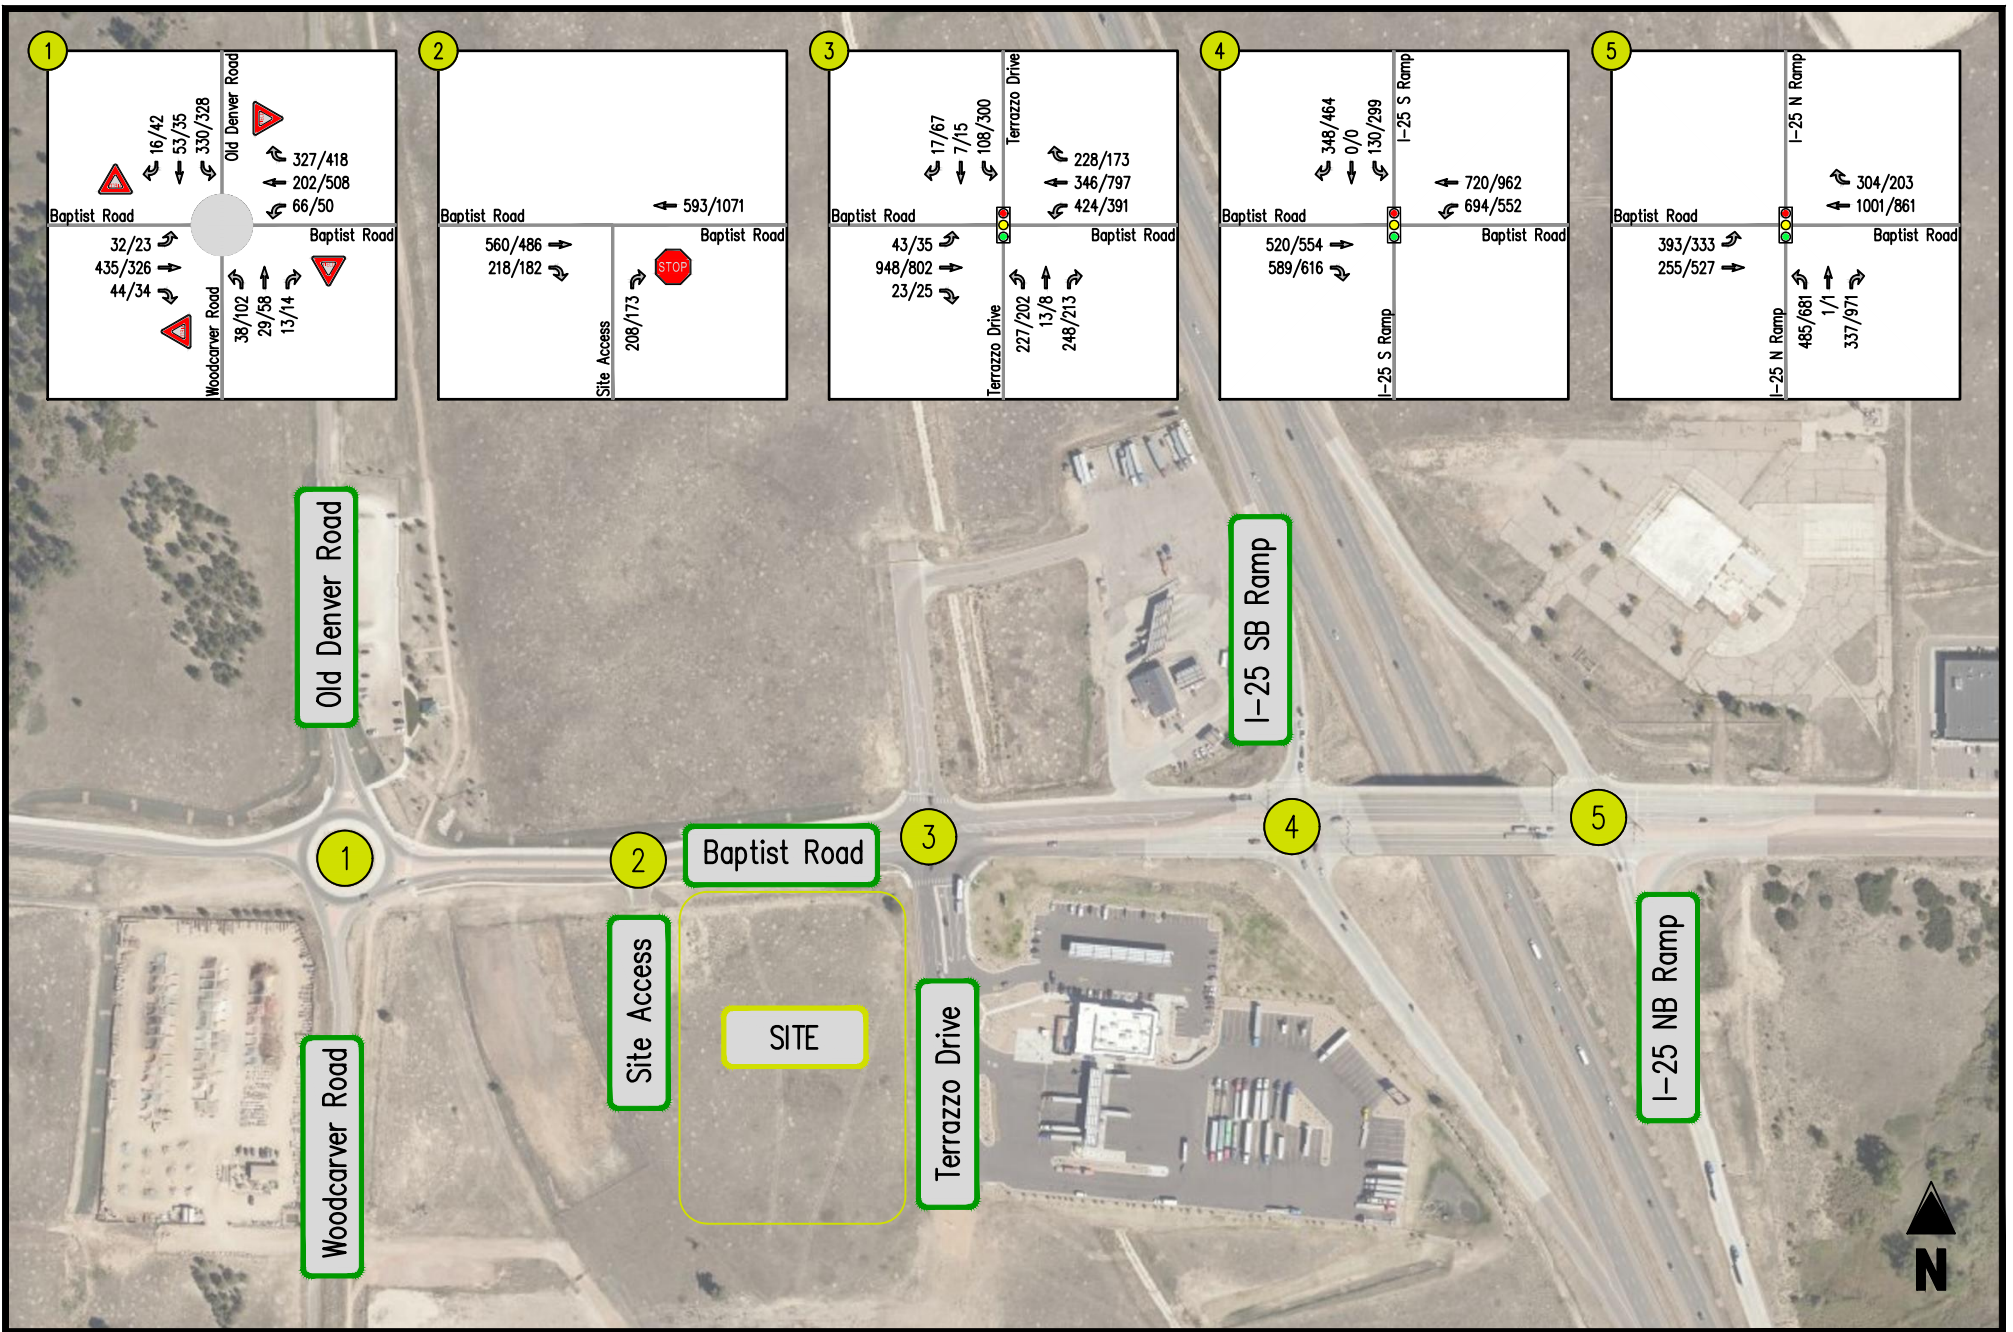 1
Old Denver Road
16/42
53/35
330/328
327/418
202/508
66/50
Baptist Road
Baptist Road
32/23
435/326
44/34
38/102
29/58
13/14
Woodcarver Road
2
593/1071
Baptist Road
Baptist Road
560/486
218/182
STOP
208/173
Site Access
3
Terrazzo Drive
17/67
7/15
108/300
228/173
346/797
424/391
Baptist Road
Baptist Road
43/35
948/802
23/25
227/202
13/8
248/213
Terrazzo Drive
4
I-25 S Ramp
348/464
0/0
130/299
720/962
694/552
Baptist Road
Baptist Road
520/554
589/616
I-25 S Ramp
5
I-25 N Ramp
304/203
1001/861
Baptist Road
Baptist Road
393/333
255/527
485/681
1/1
337/971
I-25 N Ramp
Old Denver Road
I-25 SB Ramp
1
2
Baptist Road
3
4
5
Site Access
SITE
Terrazzo Drive
I-25 NB Ramp
Woodcarver Road
N